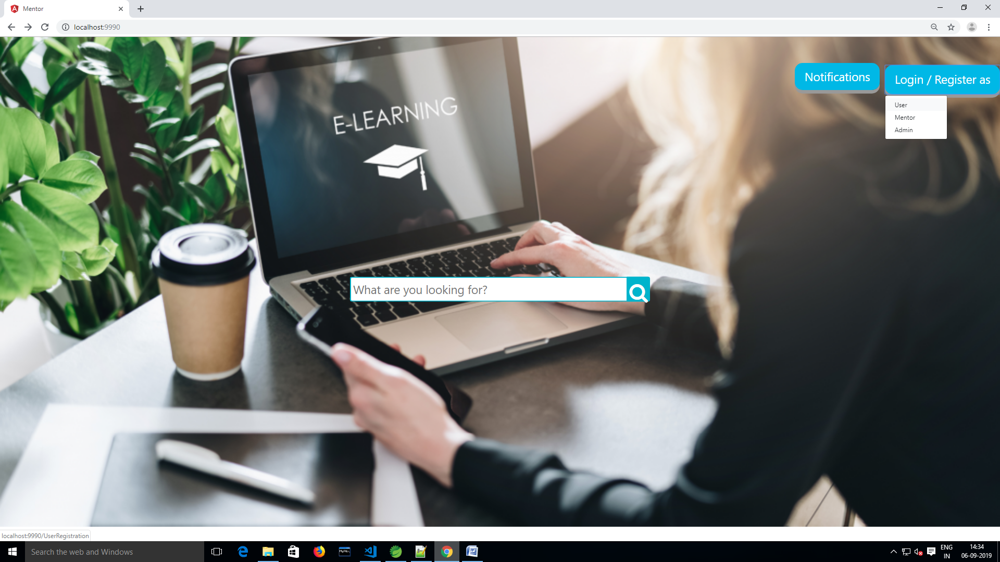 Mentor
localhost:9990
E-LEARNING
Notifications
Login / Register as
User
Mentor
Admin
What are you looking for?
localhost:9990/UserRegistration
Search the web and Windows
ENG
IN
14:34
06-09-2019